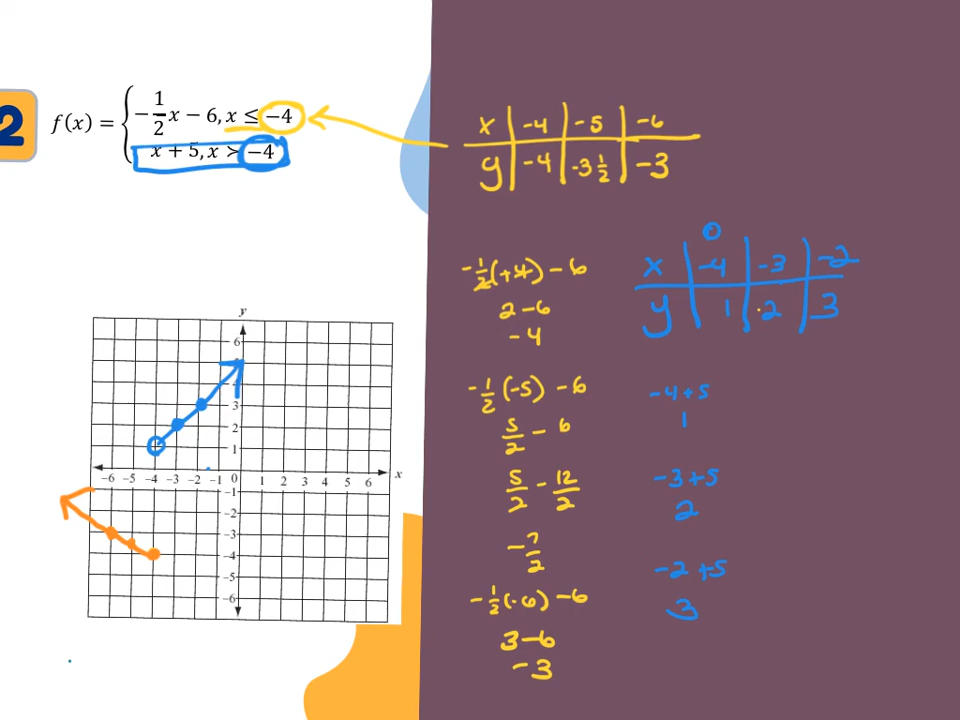 2
f(x) = { -1/2 x − 6, x ≤ −4
x + 5, x > −4
x | -4 | -5 | -6
y | -4 | -3 1/2 | -3
0
x | -4 | -3 | -2
y | 1 | 2 | 3
-1/2(+4) - 6
2 - 6
- 4
-1/2(-5) - 6
5/2 - 6
5/2 - 12/2
-7/2
-1/2(-6) - 6
3 - 6
- 3
-4 + 5
1
-3 + 5
2
-2 + 5
3
y
6
4
3
2
1
−6 −5 −4 −3 −2 −1 0 1 2 3 4 5 6 x
−1
−2
−3
−4
−5
−6